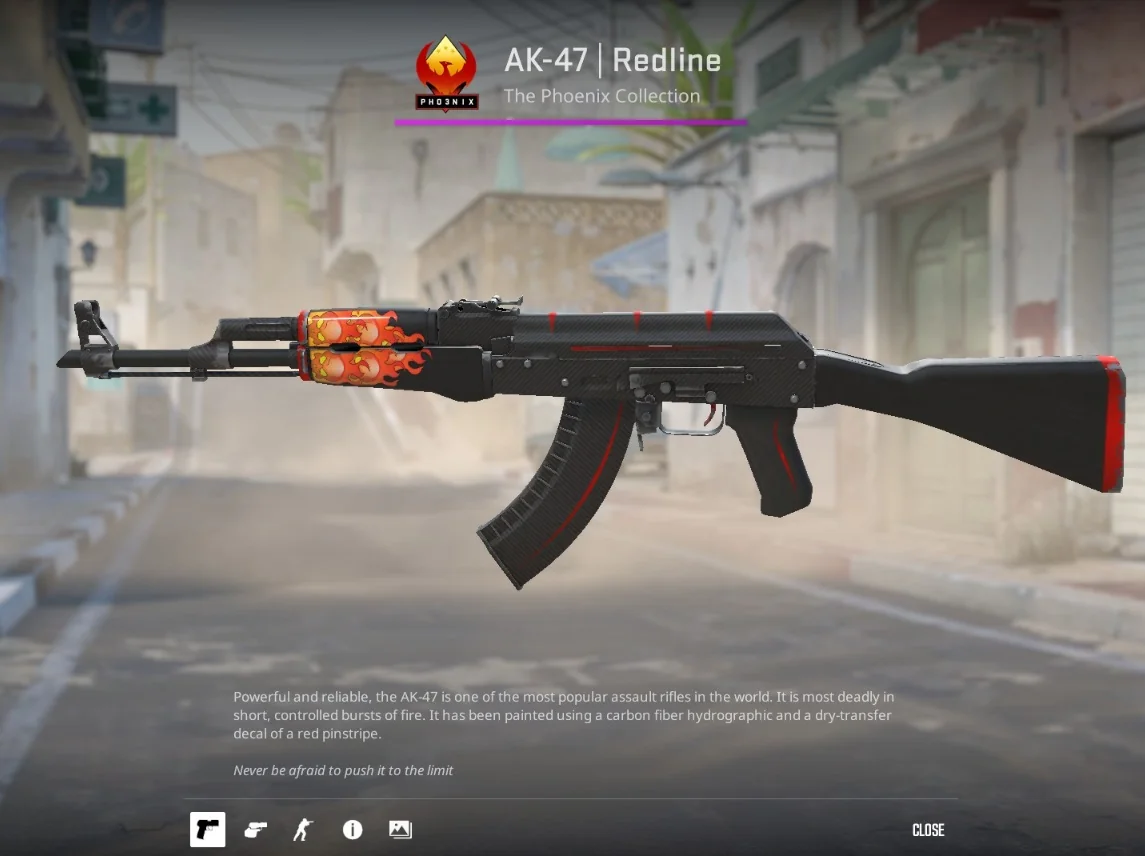 AK-47 | Redline
The Phoenix Collection
PHO3NIX
Powerful and reliable, the AK-47 is one of the most popular assault rifles in the world. It is most deadly in
short, controlled bursts of fire. It has been painted using a carbon fiber hydrographic and a dry-transfer
decal of a red pinstripe.
Never be afraid to push it to the limit
CLOSE